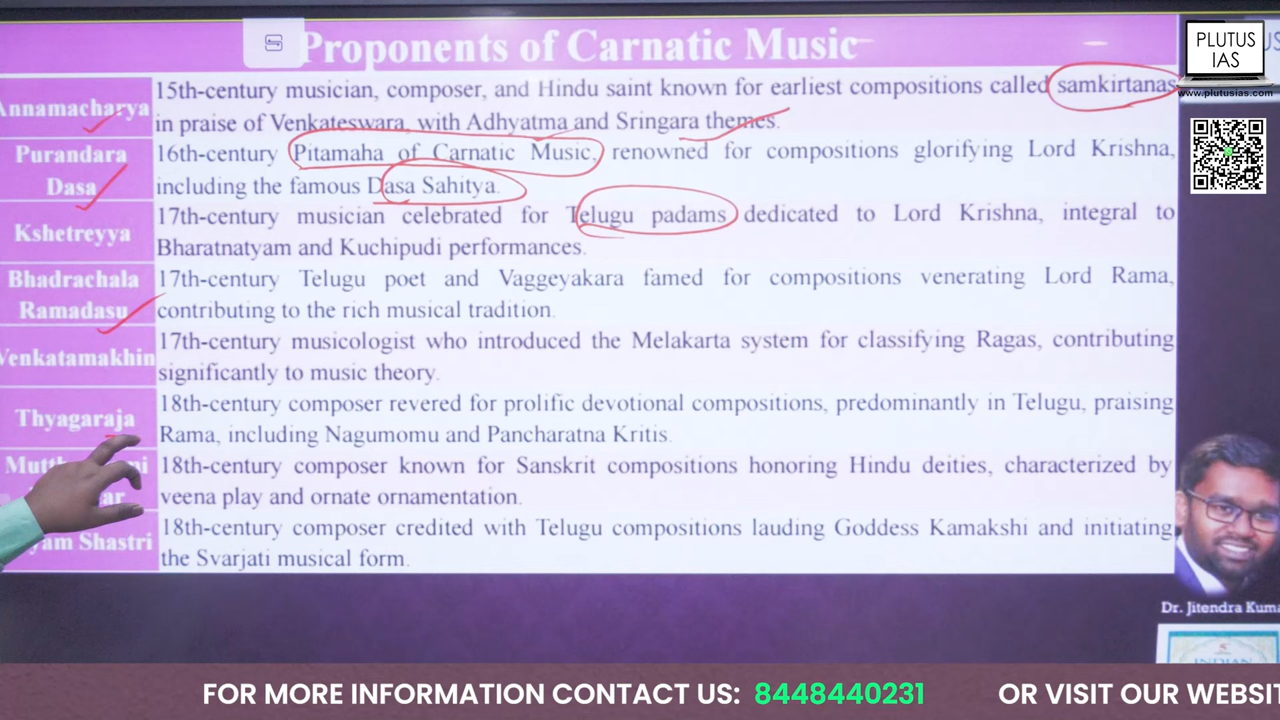 Proponents of Carnatic Music
PLUTUS
IAS
www.plutusias.com
Annamacharya
15th-century musician, composer, and Hindu saint known for earliest compositions called samkirtanas
in praise of Venkateswara, with Adhyatma and Sringara themes.
Purandara
Dasa
16th-century Pitamaha of Carnatic Music, renowned for compositions glorifying Lord Krishna,
including the famous Dasa Sahitya.
Kshetreyya
17th-century musician celebrated for Telugu padams dedicated to Lord Krishna, integral to
Bharatnatyam and Kuchipudi performances.
Bhadrachala
Ramadasu
17th-century Telugu poet and Vaggeyakara famed for compositions venerating Lord Rama,
contributing to the rich musical tradition.
Venkatamakhin
17th-century musicologist who introduced the Melakarta system for classifying Ragas, contributing
significantly to music theory.
Thyagaraja
18th-century composer revered for prolific devotional compositions, predominantly in Telugu, praising
Rama, including Nagumomu and Pancharatna Kritis.
18th-century composer known for Sanskrit compositions honoring Hindu deities, characterized by
veena play and ornate ornamentation.
Shastri
18th-century composer credited with Telugu compositions lauding Goddess Kamakshi and initiating
the Svarjati musical form.
Dr. Jitendra Kuma
FOR MORE INFORMATION CONTACT US: 8448440231 OR VISIT OUR WEBSIT